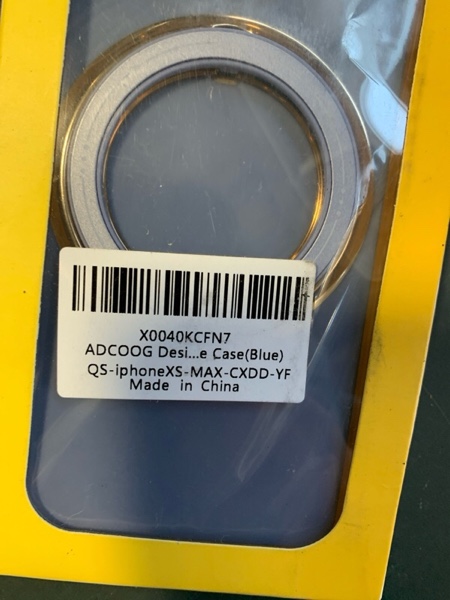 X0040KCFN7
ADCOOG Desi...e Case(Blue)
QS-iphoneXS-MAX-CXDD-YF
Made in China